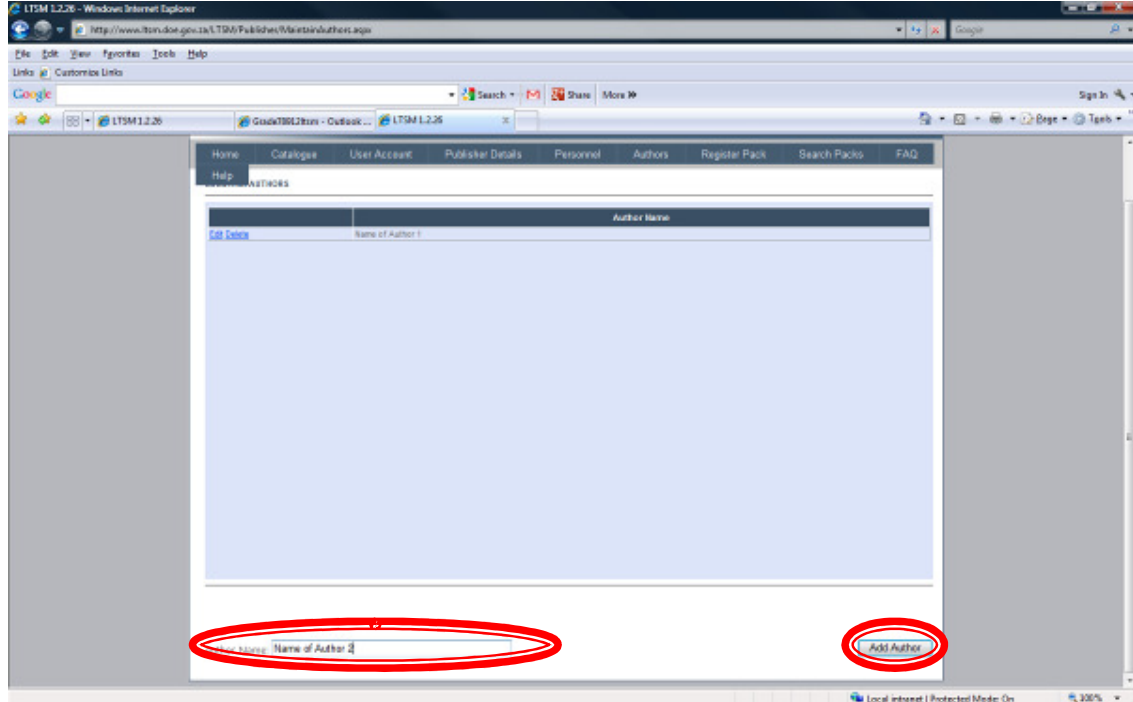 LTSM 1.2.26 - Windows Internet Explorer
http://www.ltsm.doe.gov.za/LTSM/Publisher/MaintainAuthors.aspx
Google
File Edit View Favorites Tools Help
Links Customize Links
Google Search Share More Sign In
LTSM 1.2.26 Outlook ... LTSM 1.2.26 Page Tools
Home Catalogue User Account Publisher Details Personnel Authors Register Pack Search Packs FAQ
Help
AUTHORS
Author Name
Edit Delete Name of Author 1
Name Name of Author 2 Add Author
Local intranet | Protected Mode: On 100%